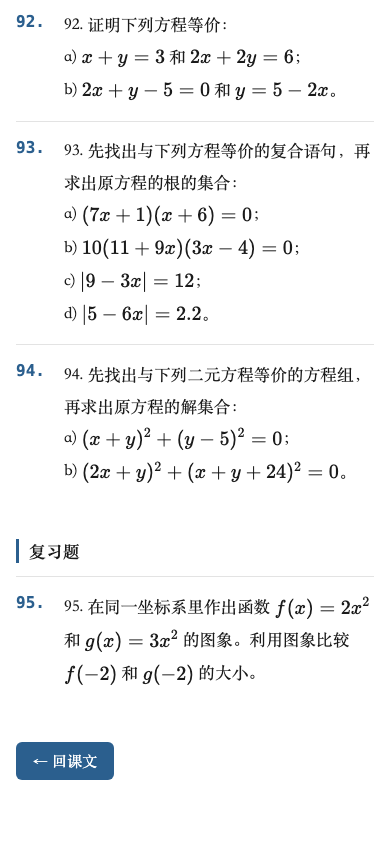 92. 92. 证明下列方程等价：
a) x + y = 3 和 2x + 2y = 6；
b) 2x + y − 5 = 0 和 y = 5 − 2x。
93. 93. 先找出与下列方程等价的复合语句，再
求出原方程的根的集合：
a) (7x + 1)(x + 6) = 0；
b) 10(11 + 9x)(3x − 4) = 0；
c) |9 − 3x| = 12；
d) |5 − 6x| = 2.2。
94. 94. 先找出与下列二元方程等价的方程组，
再求出原方程的解集合：
a) (x + y)² + (y − 5)² = 0；
b) (2x + y)² + (x + y + 24)² = 0。
复习题
95. 95. 在同一坐标系里作出函数 f(x) = 2x²
和 g(x) = 3x² 的图象。利用图象比较
f(−2) 和 g(−2) 的大小。
← 回课文